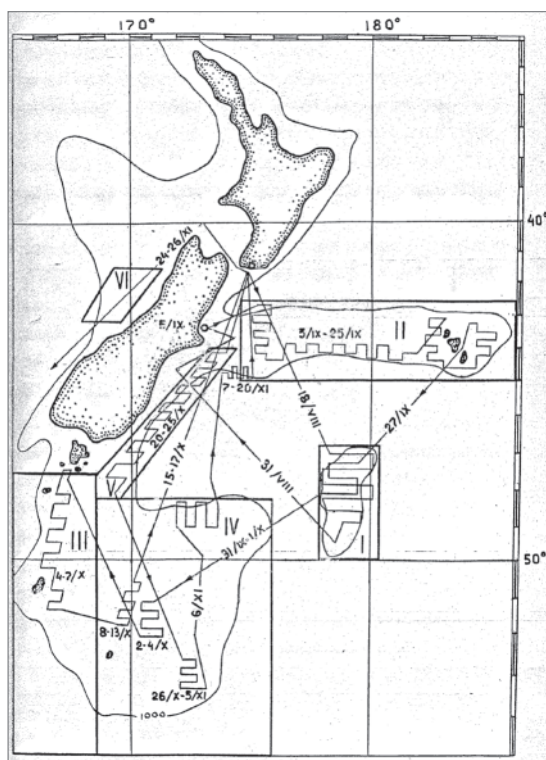 170°
180°
40°
24-26/XI
VI
E/IX
5/IX-25/IX
II
7-20/XI
18/VIII
27/IX
20-25/X
15-17/X
31/VIII
V
IV
31/IX-1/X
I
III
50°
4-7/X
6/XI
8-13/X
2-4/X
26/X-5/XI
1000